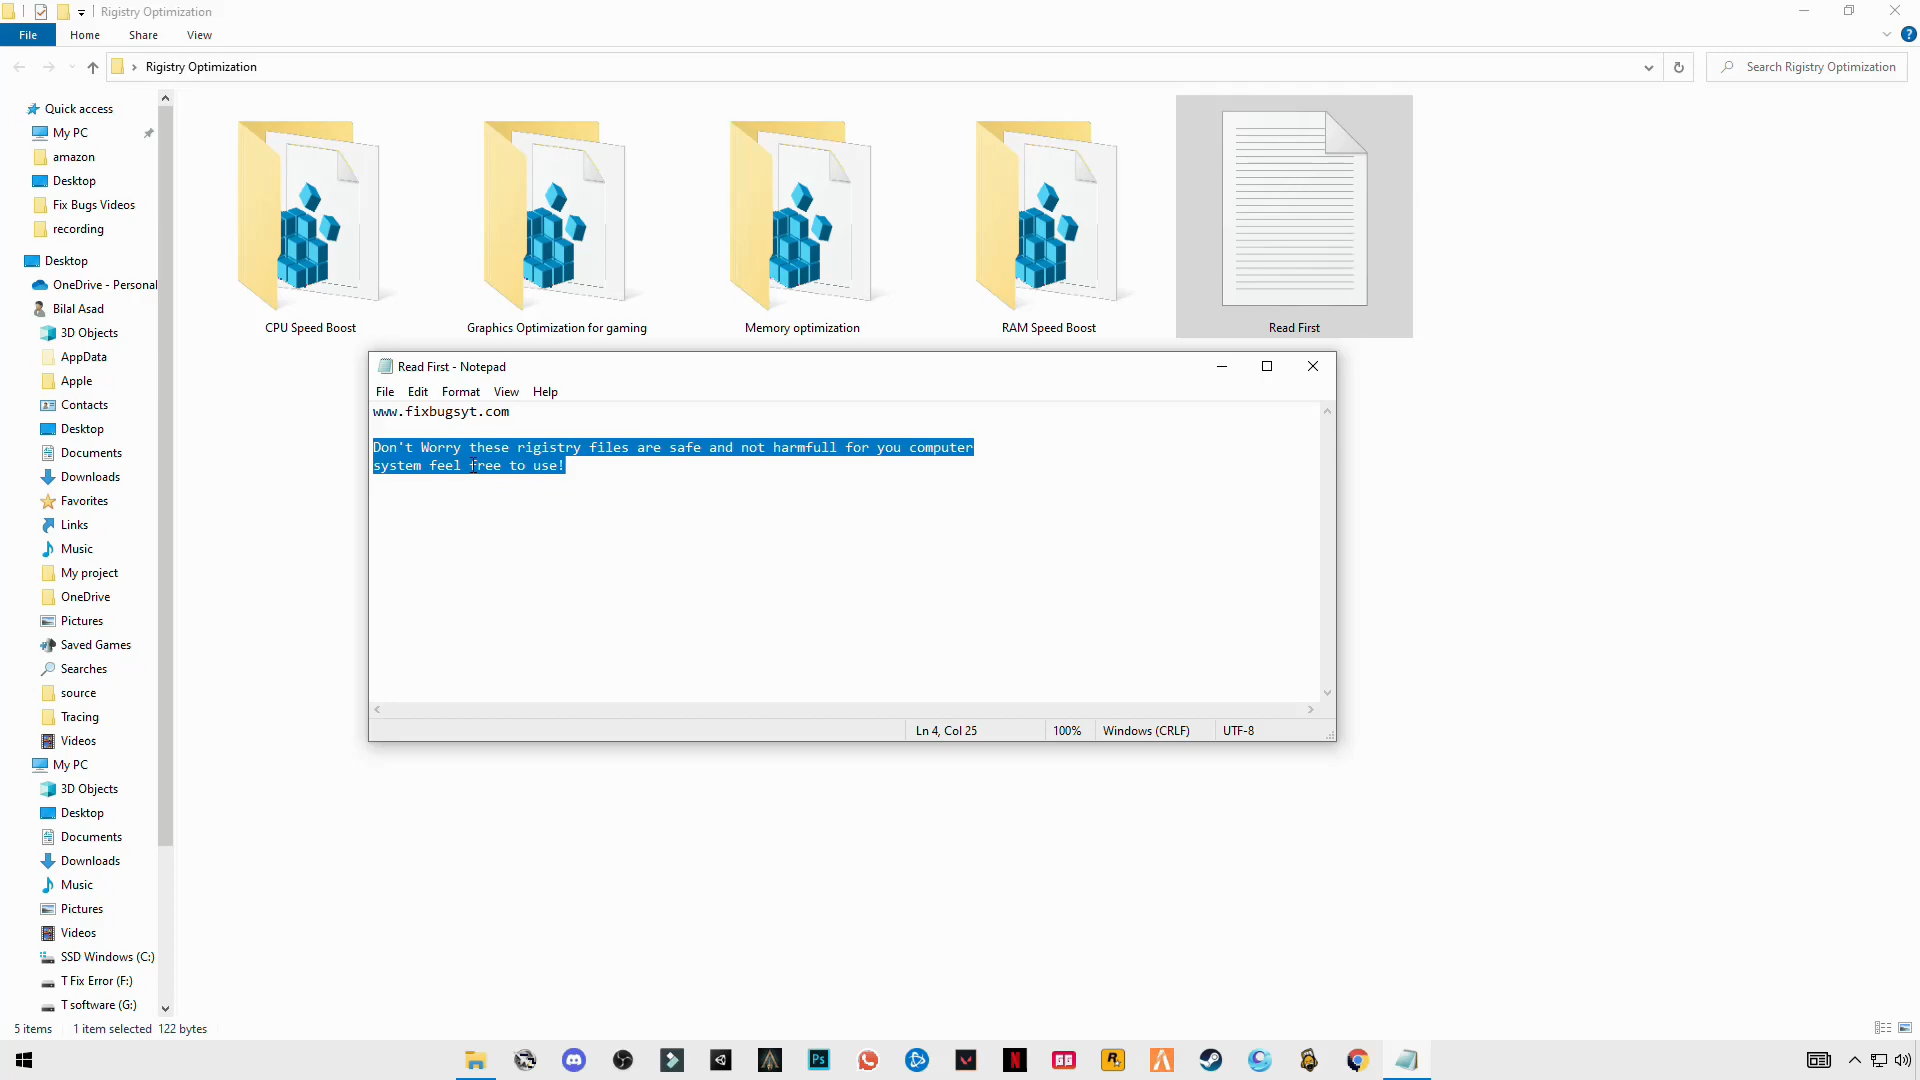 Rigistry Optimization
File Home Share View
Rigistry Optimization
Search Rigistry Optimization
Quick access
My PC
amazon
Desktop
Fix Bugs Videos
recording
Desktop
OneDrive - Personal
Bilal Asad
3D Objects
AppData
Apple
Contacts
Desktop
Documents
Downloads
Favorites
Links
Music
My project
OneDrive
Pictures
Saved Games
Searches
source
Tracing
Videos
My PC
3D Objects
Desktop
Documents
Downloads
Music
Pictures
Videos
SSD Windows (C:)
T Fix Error (F:)
T software (G:)
CPU Speed Boost
Graphics Optimization for gaming
Memory optimization
RAM Speed Boost
Read First
Read First - Notepad
File Edit Format View Help
www.fixbugsyt.com
Don't Worry these rigistry files are safe and not harmfull for you computer
system feel free to use!
Ln 4, Col 25
100%
Windows (CRLF)
UTF-8
5 items 1 item selected 122 bytes
Ps